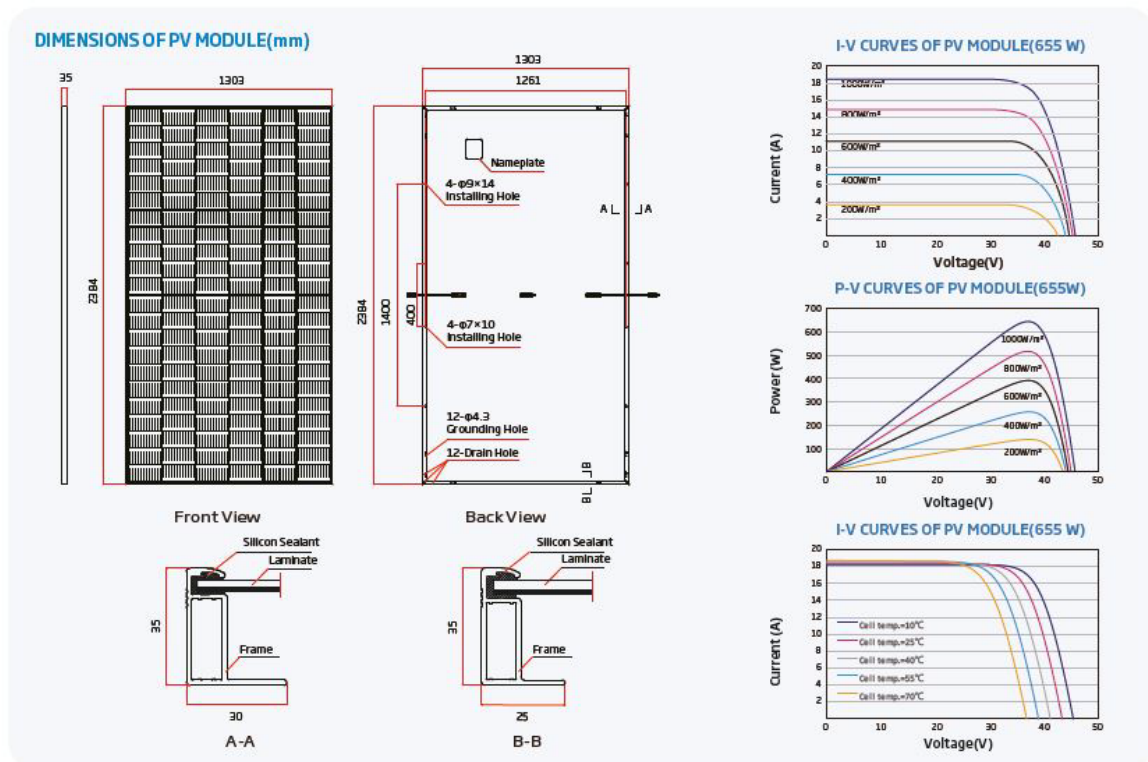 DIMENSIONS OF PV MODULE(mm)
35
1303
2384
Front View
1303
1261
Nameplate
4-φ9×14
Installing Hole
A
A
2384
1400
400
4-φ7×10
Installing Hole
12-φ4.3
Grounding Hole
12-Drain Hole
B
B
Back View
Silicon Sealant
Laminate
35
Frame
30
A-A
Silicon Sealant
Laminate
35
Frame
25
B-B
I-V CURVES OF PV MODULE(655 W)
20
18
16
14
12
10
8
6
4
2
Current (A)
1000W/m²
800W/m²
600W/m²
400W/m²
200W/m²
0 10 20 30 40 50
Voltage(V)
P-V CURVES OF PV MODULE(655W)
700
600
500
400
300
200
100
Power (W)
1000W/m²
800W/m²
600W/m²
400W/m²
200W/m²
0 10 20 30 40 50
Voltage(V)
I-V CURVES OF PV MODULE(655 W)
20
18
16
14
12
10
8
6
4
2
Current (A)
Cell temp.=10℃
Cell temp.=25℃
Cell temp.=40℃
Cell temp.=55℃
Cell temp.=70℃
0 10 20 30 40 50
Voltage(V)